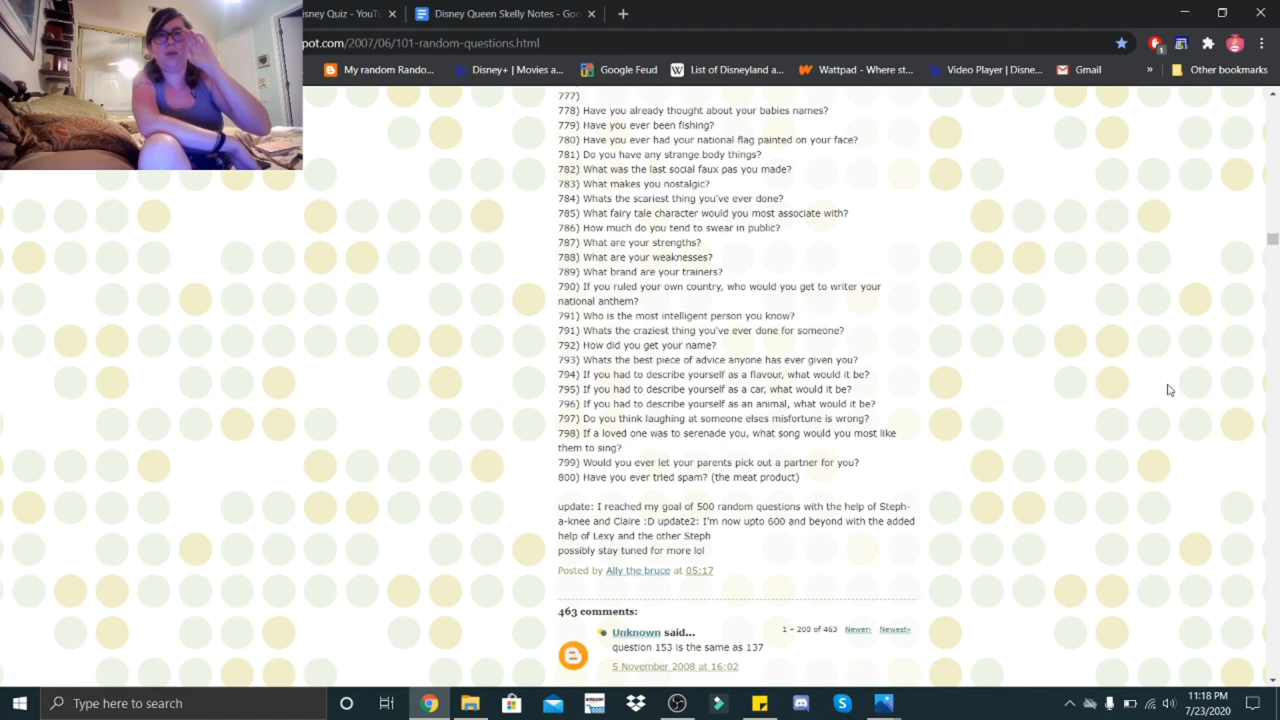 isney Quiz - YouTu
Disney Queen Skelly Notes - Goo
pot.com/2007/06/101-random-questions.html
My random Rando...
Disney+ | Movies a...
Google Feud
List of Disneyland a...
Wattpad - Where st...
Video Player | Disne...
Gmail
»
Other bookmarks
777)
778) Have you already thought about your babies names?
779) Have you ever been fishing?
780) Have you ever had your national flag painted on your face?
781) Do you have any strange body things?
782) What was the last social faux pas you made?
783) What makes you nostalgic?
784) Whats the scariest thing you've ever done?
785) What fairy tale character would you most associate with?
786) How much do you tend to swear in public?
787) What are your strengths?
788) What are your weaknesses?
789) What brand are your trainers?
790) If you ruled your own country, who would you get to writer your
national anthem?
791) Who is the most intelligent person you know?
791) Whats the craziest thing you've ever done for someone?
792) How did you get your name?
793) Whats the best piece of advice anyone has ever given you?
794) If you had to describe yourself as a flavour, what would it be?
795) If you had to describe yourself as a car, what would it be?
796) If you had to describe yourself as an animal, what would it be?
797) Do you think laughing at someone elses misfortune is wrong?
798) If a loved one was to serenade you, what song would you most like
them to sing?
799) Would you ever let your parents pick out a partner for you?
800) Have you ever tried spam? (the meat product)
update: I reached my goal of 500 random questions with the help of Steph-
a-knee and Claire :D update2: I'm now upto 600 and beyond with the added
help of Lexy and the other Steph
possibly stay tuned for more lol
Posted by Ally the bruce at 05:17
463 comments:
1 – 200 of 463 Newer› Newest»
Unknown said...
question 153 is the same as 137
5 November 2008 at 16:02
Type here to search
11:18 PM
7/23/2020